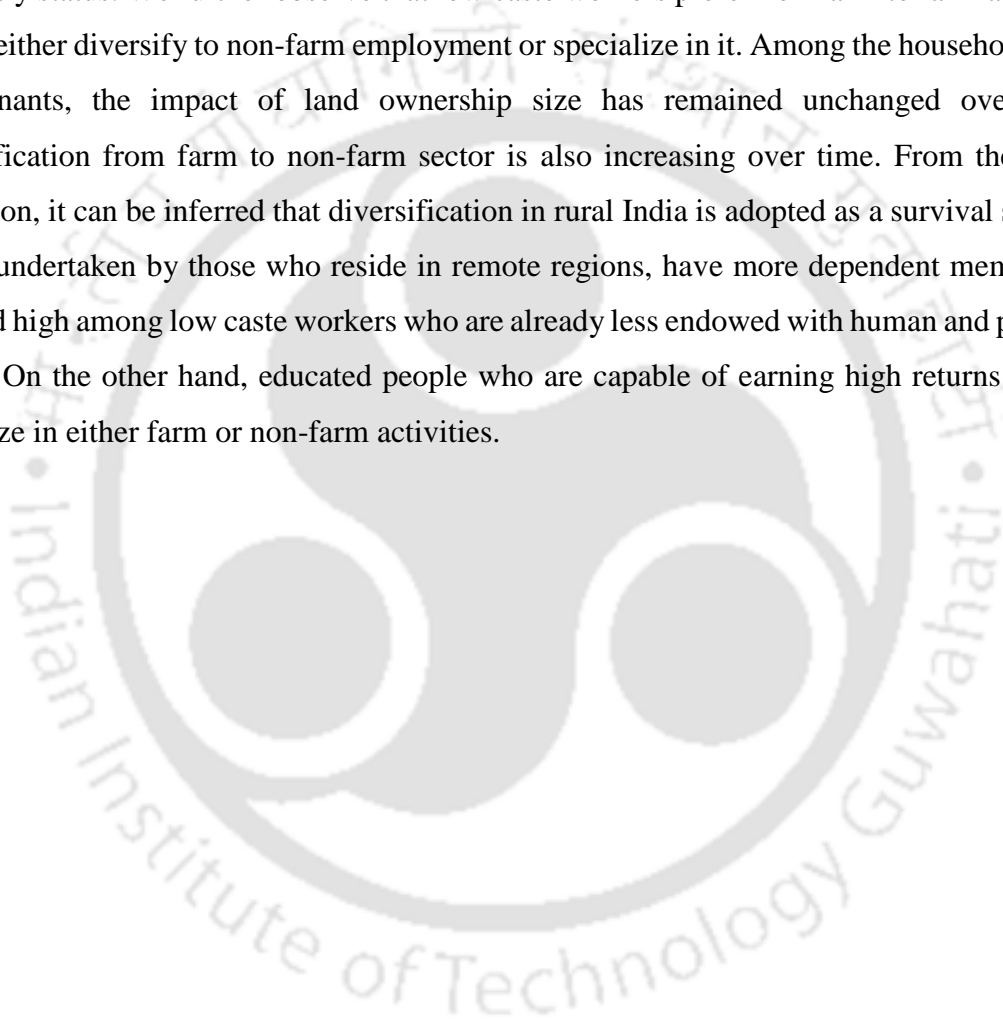 either diversify to non-farm employment or specialize in it. Among the househo
nants, the impact of land ownership size has remained unchanged ove
fication from farm to non-farm sector is also increasing over time. From the
on, it can be inferred that diversification in rural India is adopted as a survival s
undertaken by those who reside in remote regions, have more dependent mem
d high among low caste workers who are already less endowed with human and p
On the other hand, educated people who are capable of earning high returns
ze in either farm or non-farm activities.
Indian Institute of Technology Guwahati